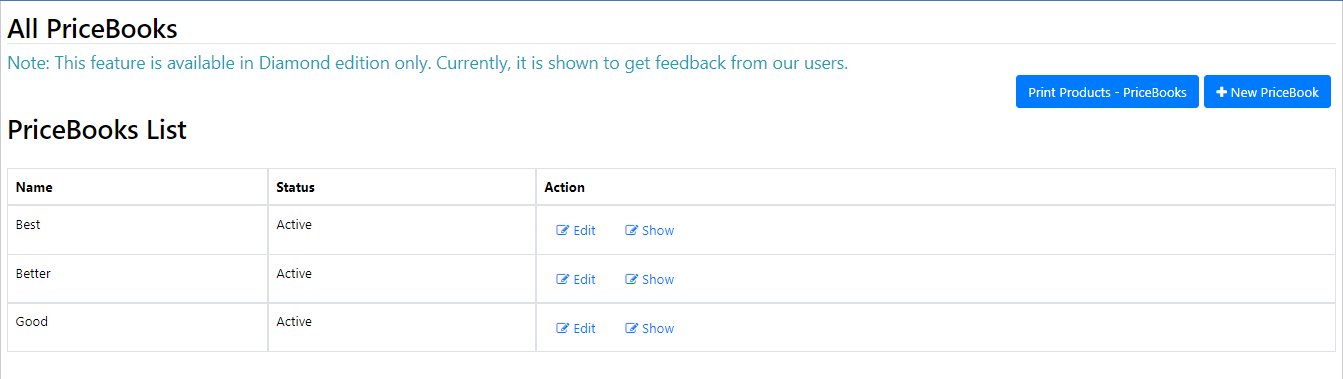 All PriceBooks
Note: This feature is available in Diamond edition only. Currently, it is shown to get feedback from our users.
Print Products - PriceBooks New PriceBook
PriceBooks List
Name Status Action
Best Active Edit Show
Better Active Edit Show
Good Active Edit Show